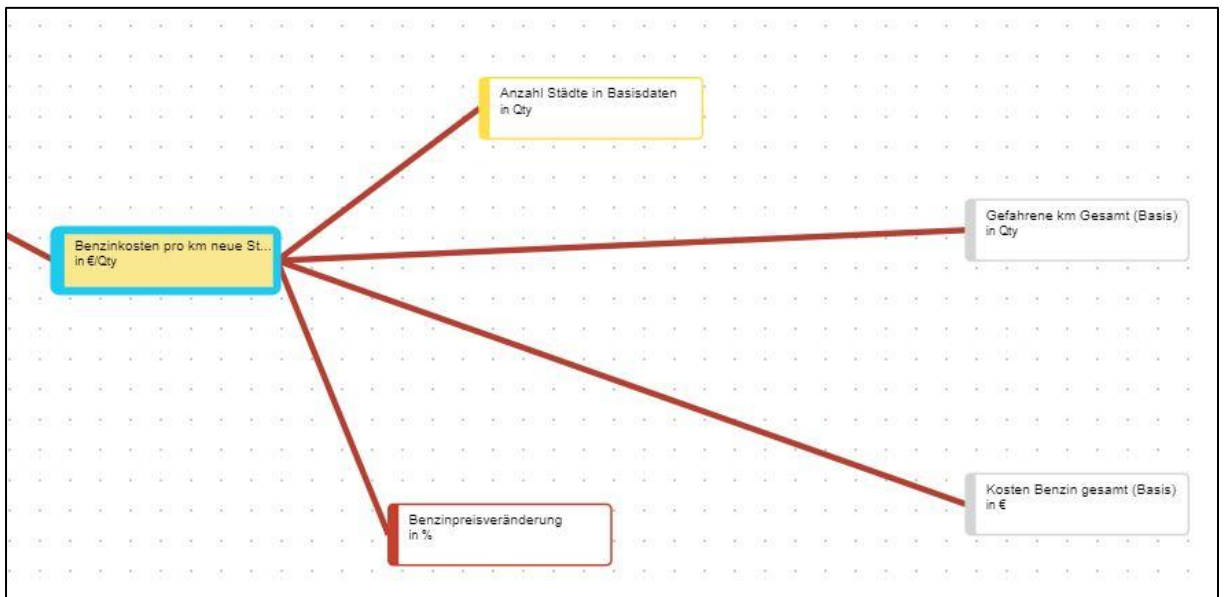 Anzahl Städte in Basisdaten
in Qty
Gefahrene km Gesamt (Basis)
in Qty
Benzinkosten pro km neue St...
in €/Qty
Kosten Benzin gesamt (Basis)
in €
Benzinpreisveränderung
in %